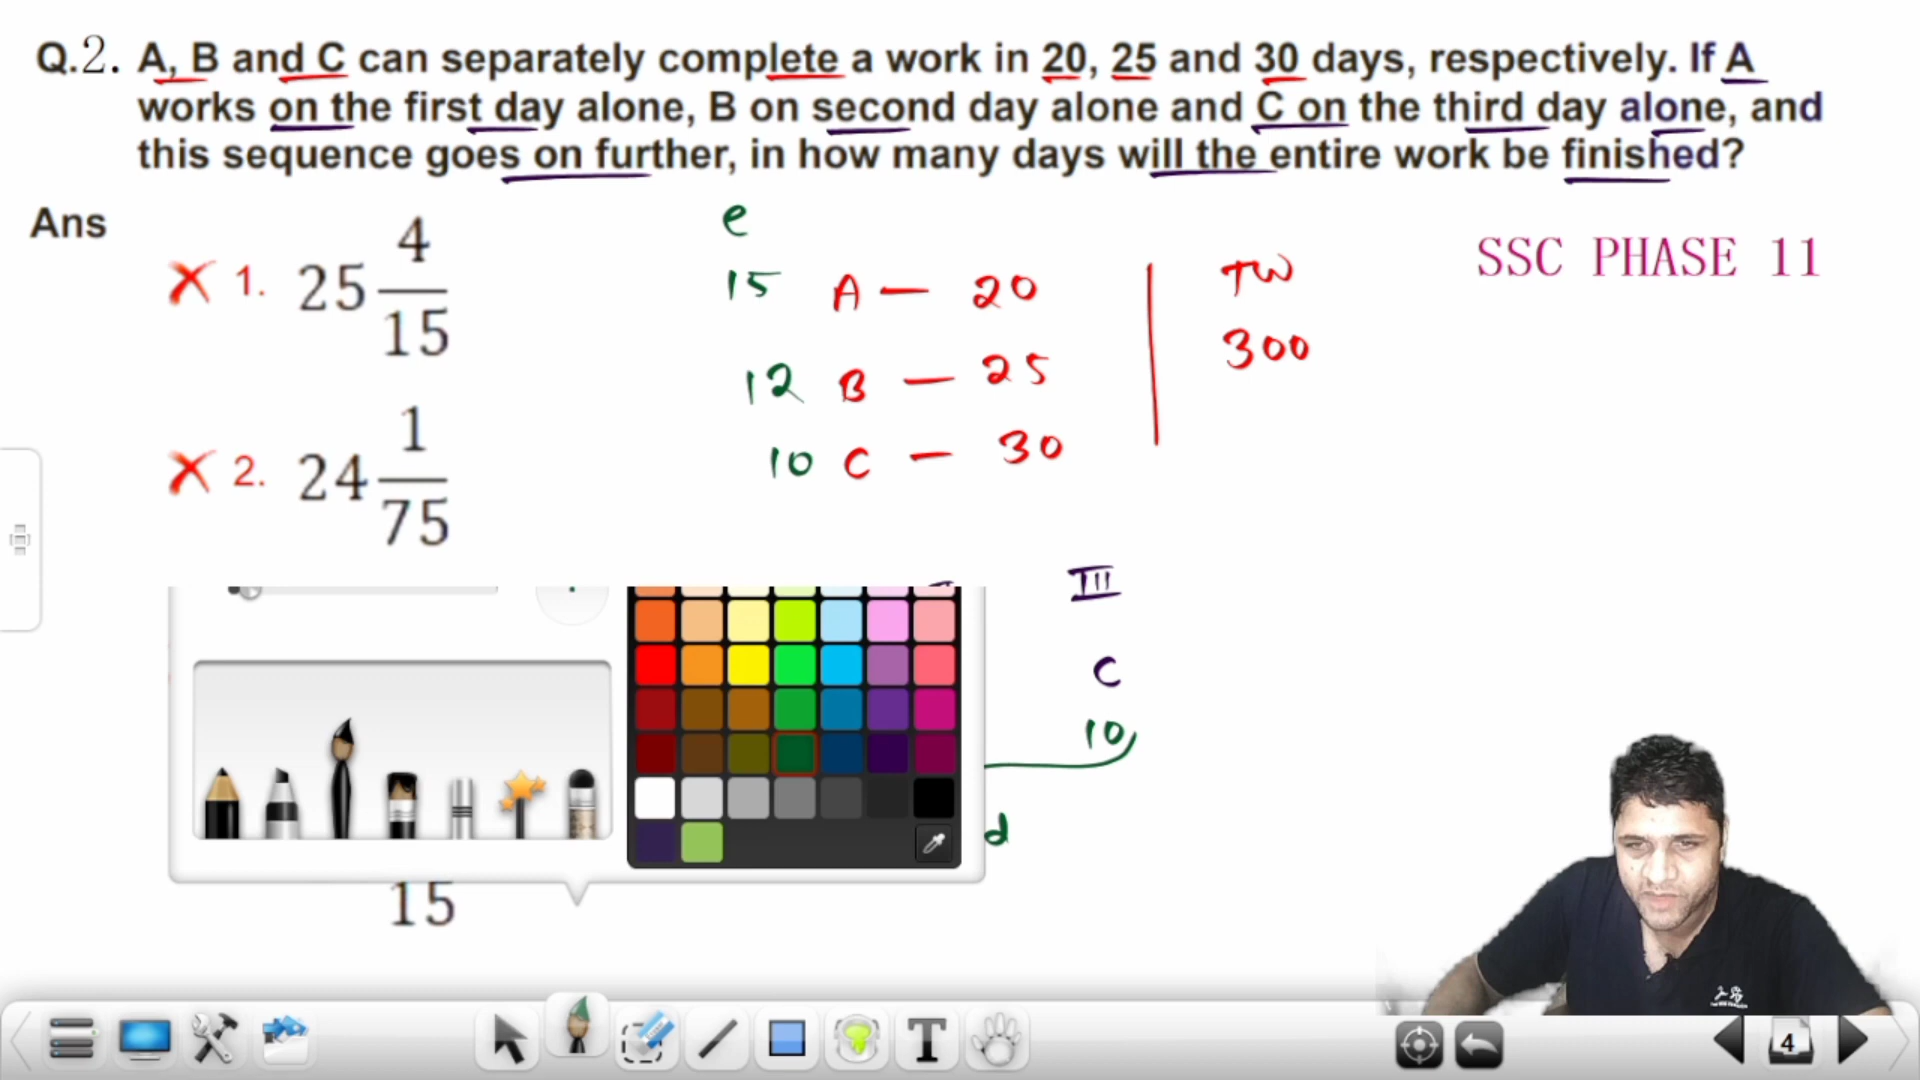 Q.2. A, B and C can separately complete a work in 20, 25 and 30 days, respectively. If A
works on the first day alone, B on second day alone and C on the third day alone, and
this sequence goes on further, in how many days will the entire work be finished?
Ans
SSC PHASE 11
1. 25 4/15
2. 24 1/75
e
15 A — 20
12 B — 25
10 C — 30
TW
300
III
C
10
d
15
T
4